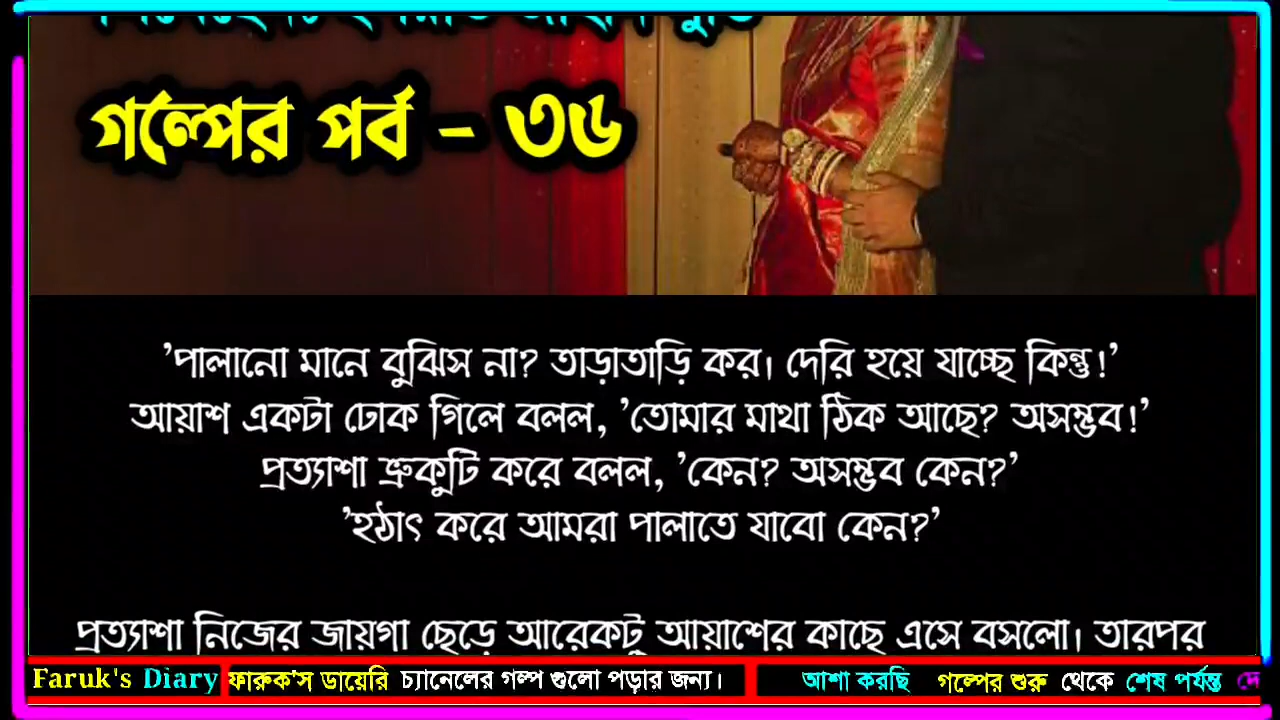 গল্পের পর্ব - ৩৬
'পালানো মানে বুঝিস না? তাড়াতাড়ি কর। দেরি হয়ে যাচ্ছে কিন্তু!'
আয়াশ একটা ঢোক গিলে বলল, 'তোমার মাথা ঠিক আছে? অসম্ভব!'
প্রত্যাশা ভ্রুকুটি করে বলল, 'কেন? অসম্ভব কেন?'
'হঠাৎ করে আমরা পালাতে যাবো কেন?'
প্রত্যাশা নিজের জায়গা ছেড়ে আরেকটু আয়াশের কাছে এসে বসলো। তারপর
Faruk's Diary ফারুক'স ডায়েরি চ্যানেলের গল্প গুলো পড়ার জন্য। আশা করছি গল্পের শুরু থেকে শেষ পর্যন্ত